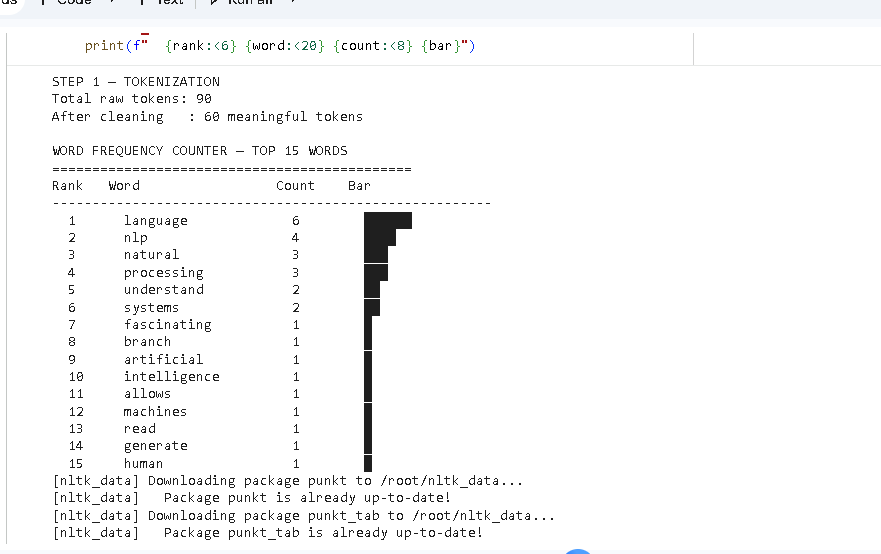 Code
Text
Run all
print(f"  {rank:<6} {word:<20} {count:<8} {bar}")
STEP 1 — TOKENIZATION
Total raw tokens: 90
After cleaning   : 60 meaningful tokens
WORD FREQUENCY COUNTER — TOP 15 WORDS
=============================================
Rank   Word                 Count    Bar
-------------------------------------------------------
1      language             6
2      nlp                  4
3      natural              3
4      processing           3
5      understand           2
6      systems              2
7      fascinating          1
8      branch               1
9      artificial           1
10     intelligence         1
11     allows               1
12     machines             1
13     read                 1
14     generate             1
15     human                1
[nltk_data] Downloading package punkt to /root/nltk_data...
[nltk_data]   Package punkt is already up-to-date!
[nltk_data] Downloading package punkt_tab to /root/nltk_data...
[nltk_data]   Package punkt_tab is already up-to-date!